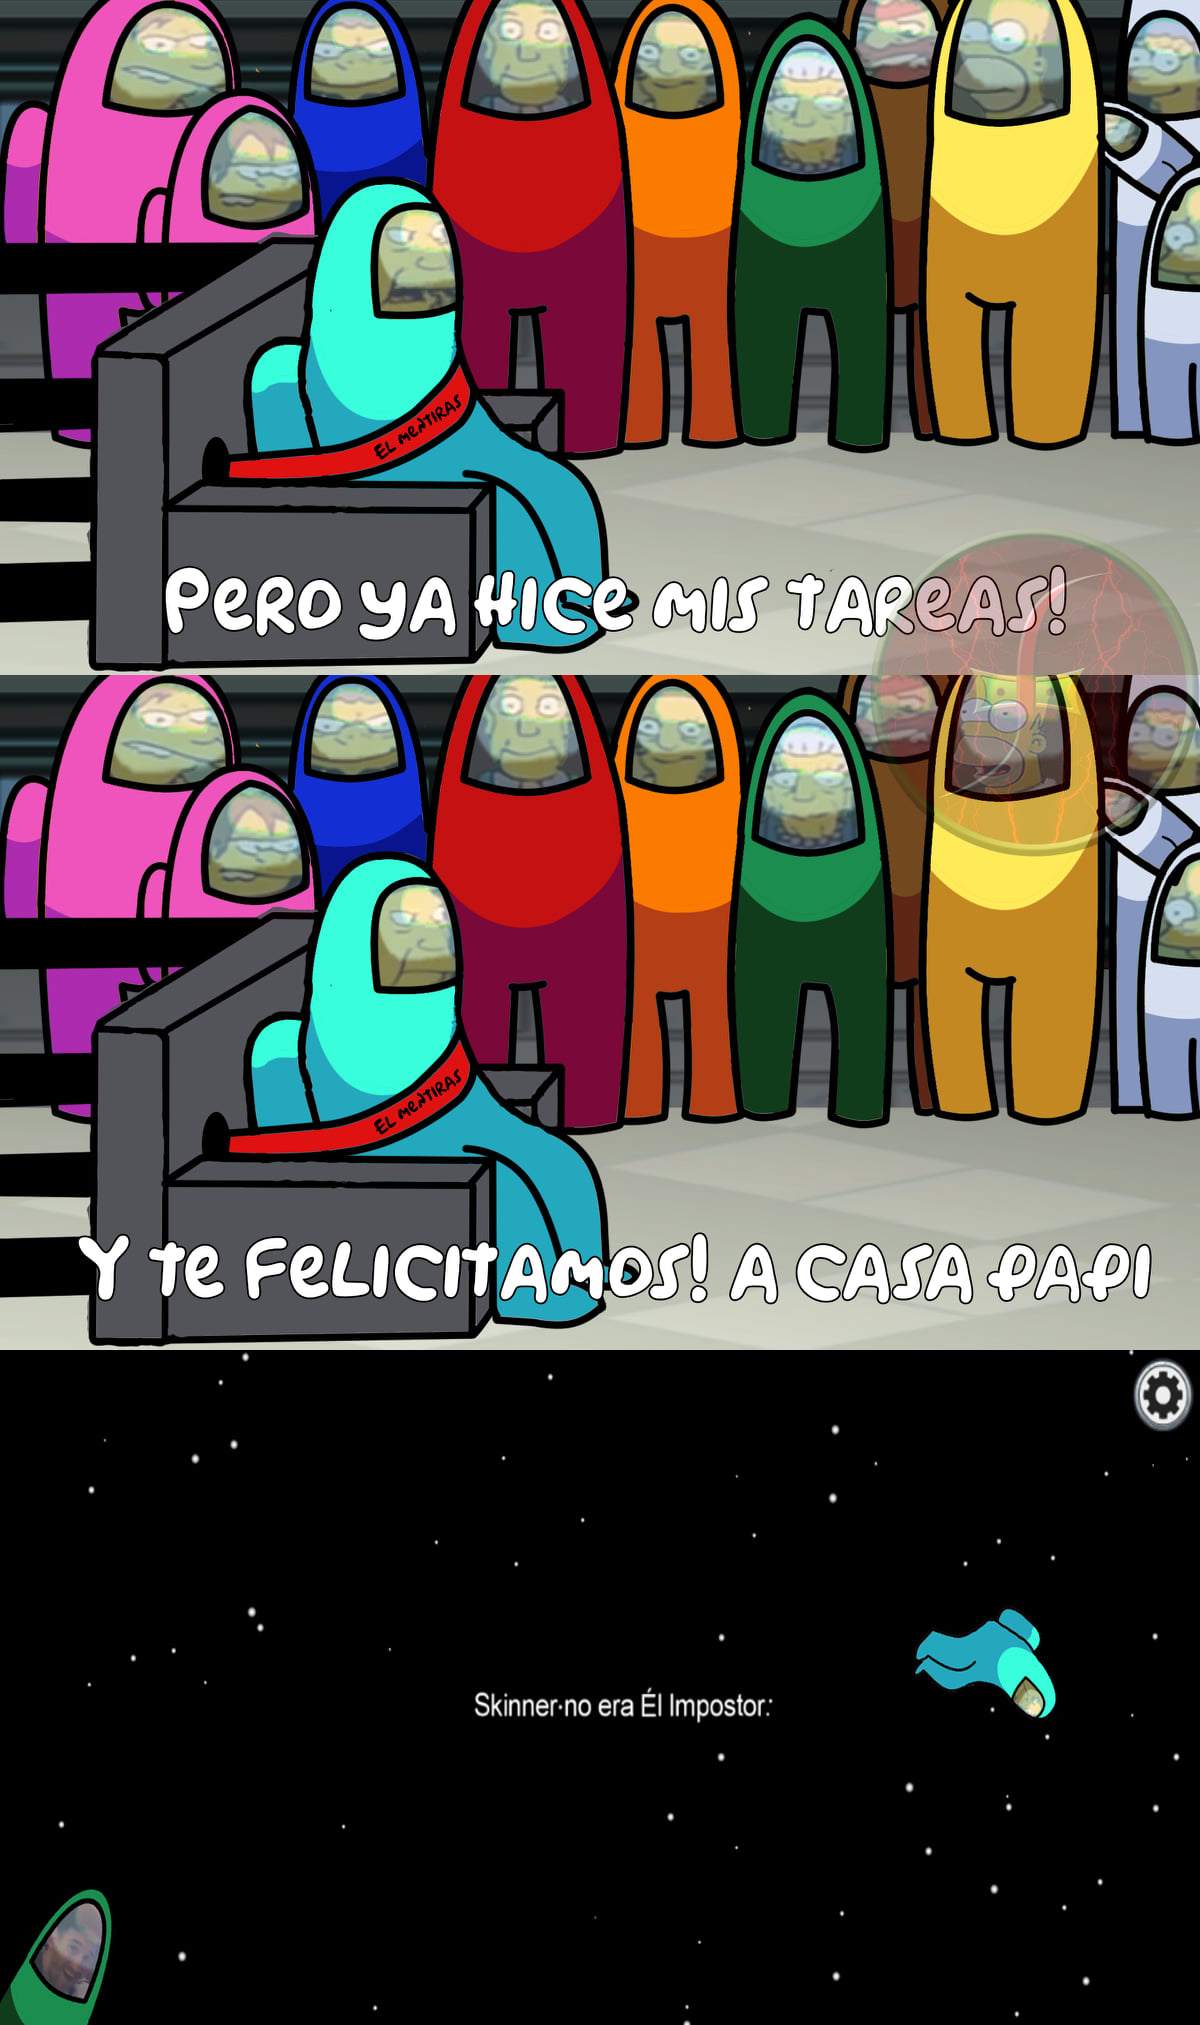 EL MENTIRAS
PERO YA HICE MIS TAREAS!
EL MENTIRAS
Y TE FELICITAMOS! A CASA PAPI
Skinner no era Él Impostor: